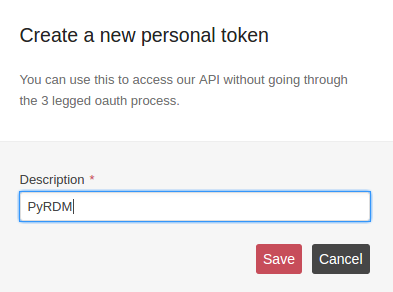 Create a new personal token
You can use this to access our API without going through
the 3 legged oauth process.
Description *
PyRDM
Save Cancel